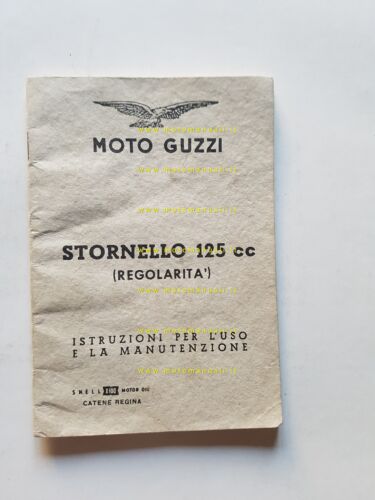 MOTO GUZZI
STORNELLO 125 cc
(REGOLARITA')
ISTRUZIONI PER L'USO
E LA MANUTENZIONE
SHELL MOTOR OIL
CATENE REGINA